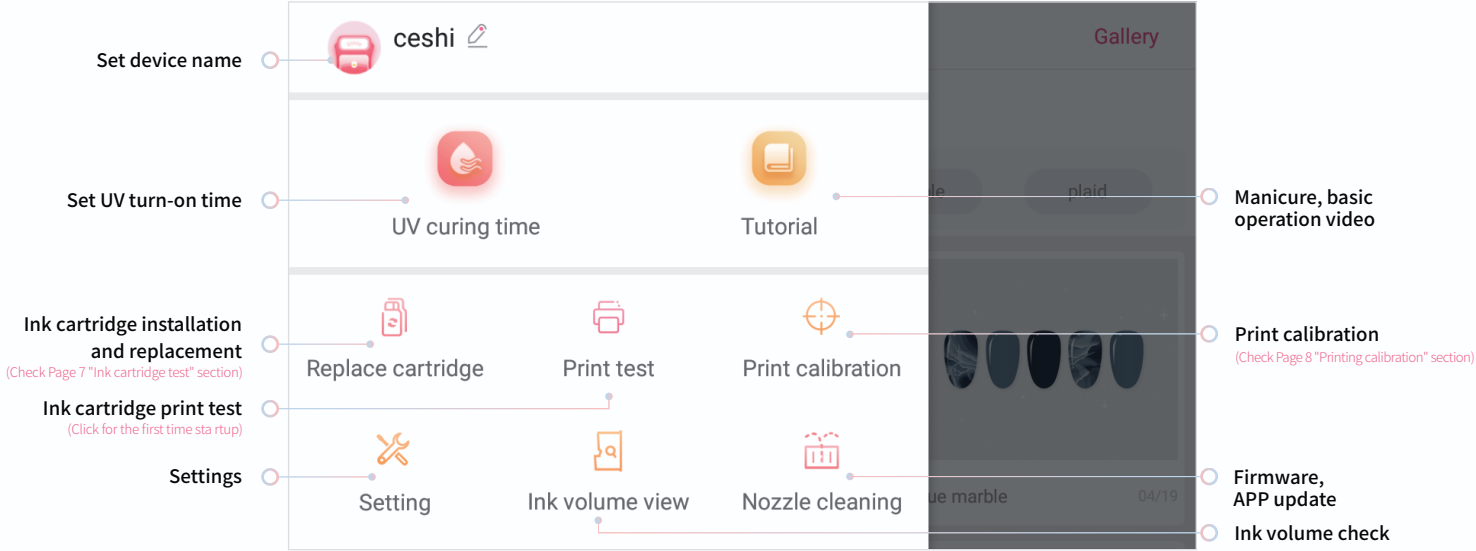 ceshi
Gallery
Set device name
Set UV turn-on time
UV curing time
Tutorial
plaid
Manicure, basic
operation video
Ink cartridge installation
and replacement
(Check Page 7 "Ink cartridge test" section)
Replace cartridge
Print test
Print calibration
Print calibration
(Check Page 8 "Printing calibration" section)
Ink cartridge print test
(Click for the first time sta rtup)
Settings
Setting
Ink volume view
Nozzle cleaning
ue marble
04/19
Firmware,
APP update
Ink volume check